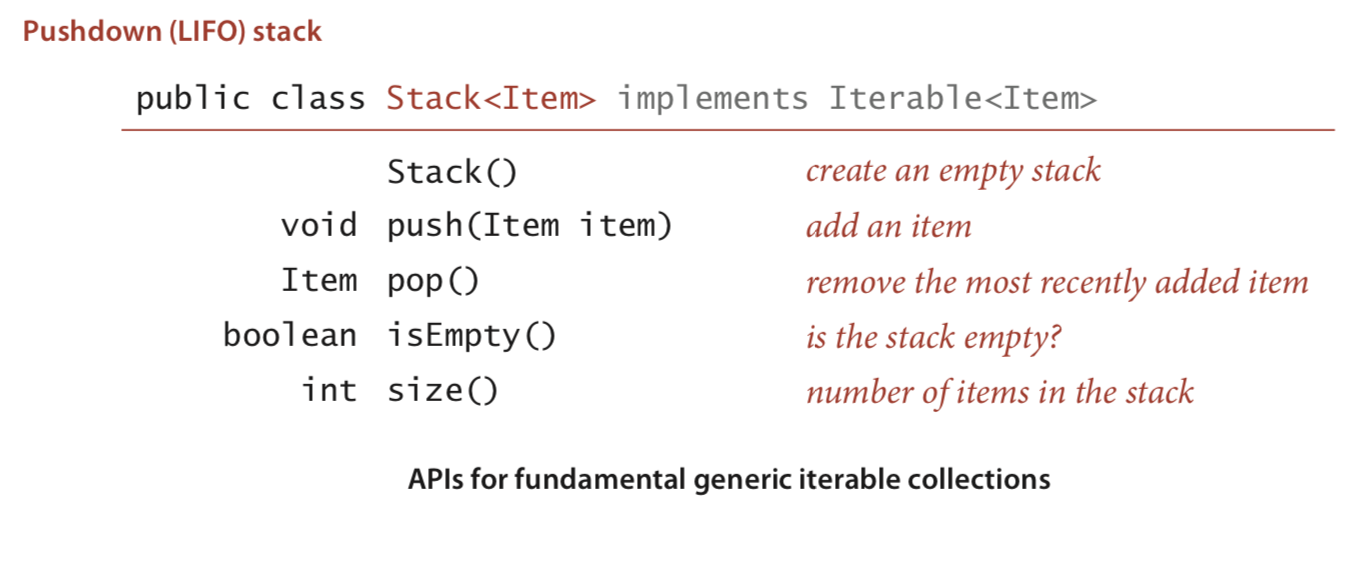 Pushdown (LIFO) stack
public class Stack<Item> implements Iterable<Item>
Stack() create an empty stack
void push(Item item) add an item
Item pop() remove the most recently added item
boolean isEmpty() is the stack empty?
int size() number of items in the stack
APIs for fundamental generic iterable collections